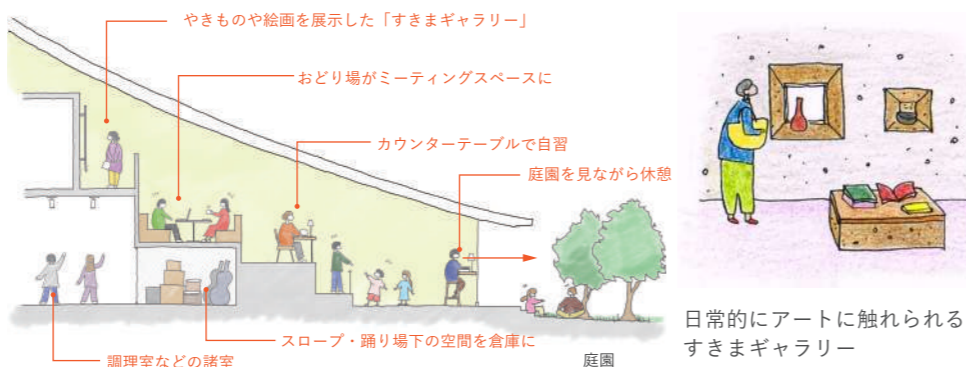 やきものや絵画を展示した「すきまギャラリー」
おどり場がミーティングスペースに
カウンターテーブルで自習
庭園を見ながら休憩
スロープ・踊り場下の空間を倉庫に
調理室などの諸室
庭園
日常的にアートに触れられる
すきまギャラリー